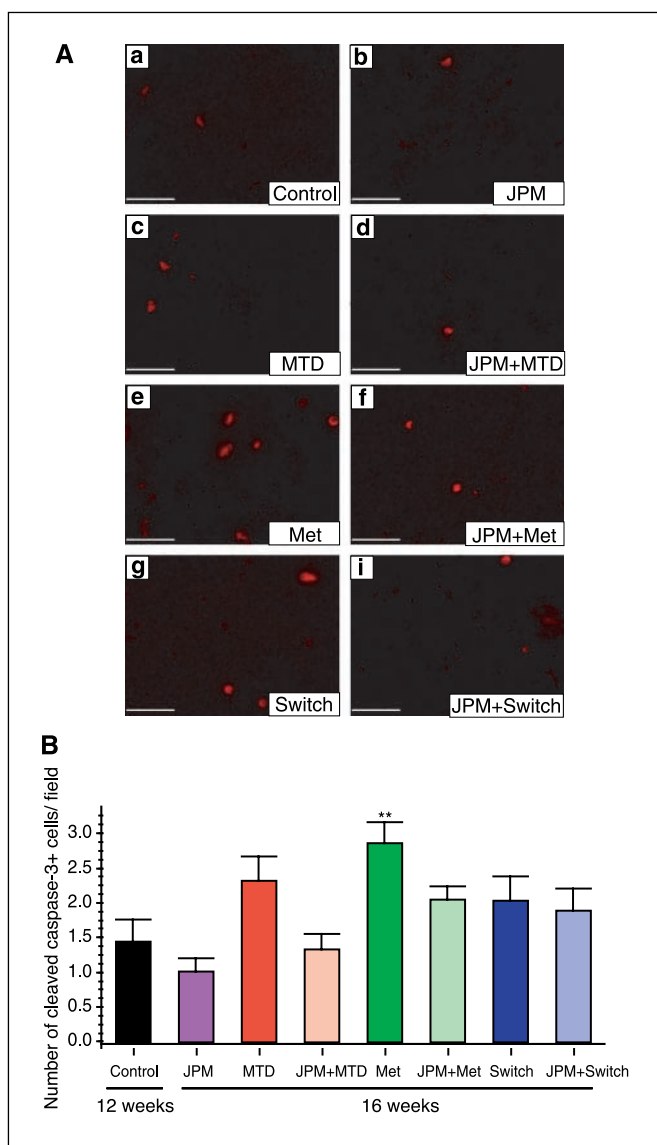 A
a
b
Control
JPM
c
d
MTD
JPM+MTD
e
f
Met
JPM+Met
g
i
Switch
JPM+Switch
B
Number of cleaved caspase-3+ cells/ field
3.0
2.5
2.0
1.5
1.0
0.5
0.0
**
Control JPM MTD JPM+MTD Met JPM+Met Switch JPM+Switch
12 weeks 16 weeks